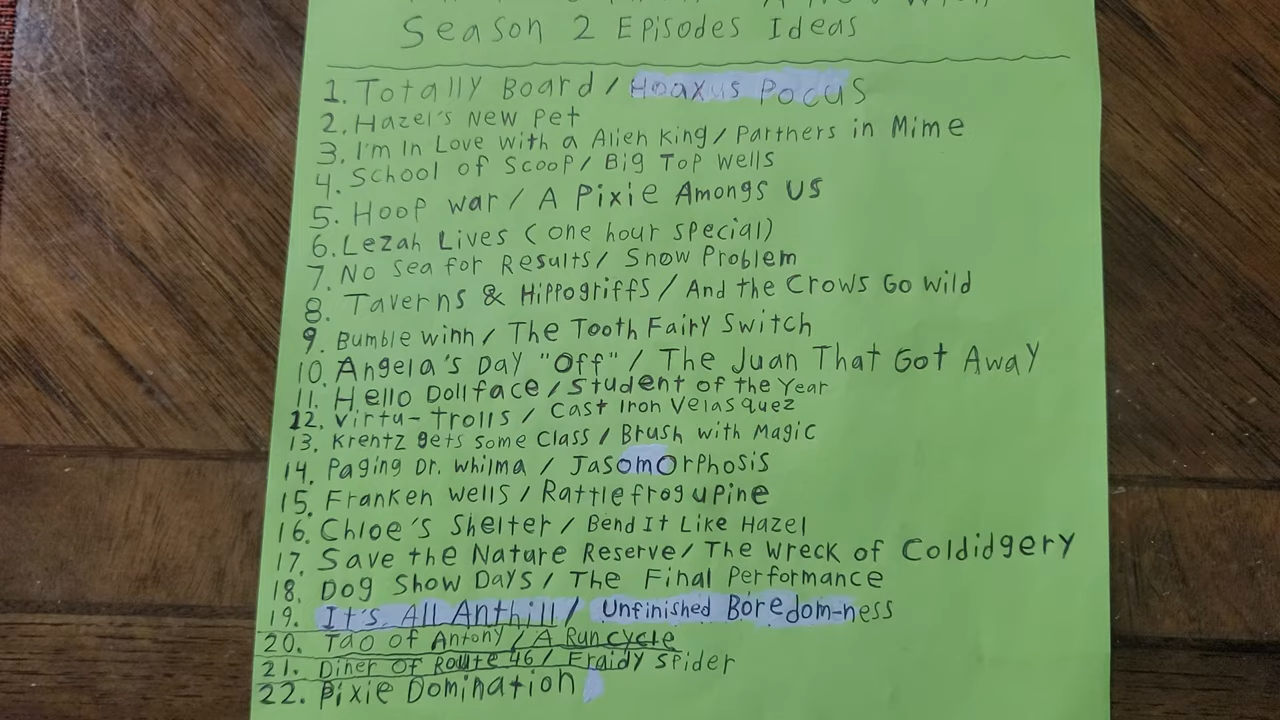 Season 2 Episodes Ideas
1. Totally Board / Hoaxus Pocus
2. Hazel's New Pet
3. I'm In Love with a Alien King / Partners in Mime
4. School of Scoop / Big Top Wells
5. Hoop War / A Pixie Amongs Us
6. Lezah Lives (one hour special)
7. No Sea for Results / Snow Problem
8. Taverns & Hippogriffs / And the Crows Go Wild
9. Bumble Winn / The Tooth Fairy Switch
10. Angela's Day "Off" / The Juan That Got Away
11. Hello Dollface / Student of the Year
12. Virtu-Trolls / Cast Iron Velasquez
13. Krentz Gets Some Class / Brush with Magic
14. Paging Dr. Whilma / Jasomorphosis
15. Franken Wells / Rattlefrogupine
16. Chloe's Shelter / Bend It Like Hazel
17. Save the Nature Reserve / The Wreck of Coldidgery
18. Dog Show Days / The Final Performance
19. It's All Anthill / Unfinished Boredom-ness
20. Tao of Antony / A Run cycle
21. Diner Of Route 46 / Fraidy Spider
22. Pixie Domination